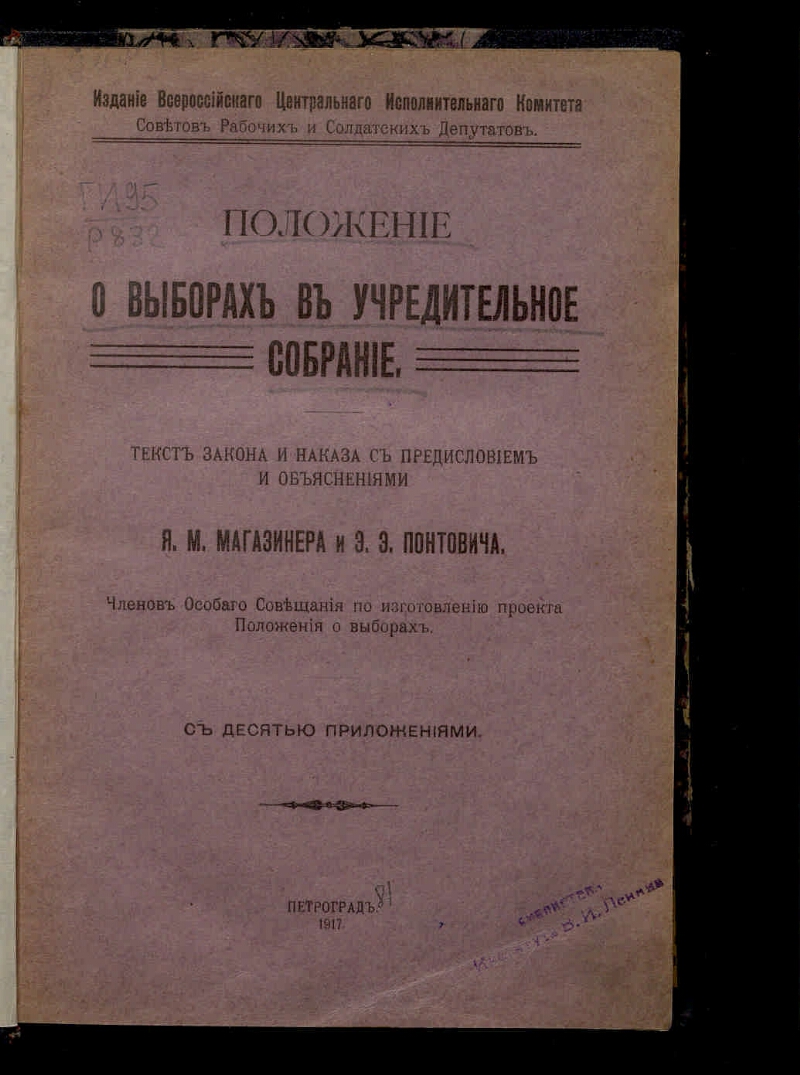 Изданіе Всероссійскаго Центральнаго Исполнительнаго Комитета
Совѣтовъ Рабочихъ и Солдатскихъ Депутатовъ.
ГИ95
р832
ПОЛОЖЕНІЕ
О ВЫБОРАХЪ ВЪ УЧРЕДИТЕЛЬНОЕ
СОБРАНІЕ.
ТЕКСТЪ ЗАКОНА И НАКАЗА СЪ ПРЕДИСЛОВІЕМЪ
И ОБЪЯСНЕНІЯМИ
Я. М. МАГАЗИНЕРА и Э. Э. ПОНТОВИЧА.
Членовъ Особаго Совѣщанія по изготовленію проекта
Положенія о выборахъ.
СЪ ДЕСЯТЬЮ ПРИЛОЖЕНІЯМИ.
ПЕТРОГРАДЪ.
1917.
В. И. Ленина